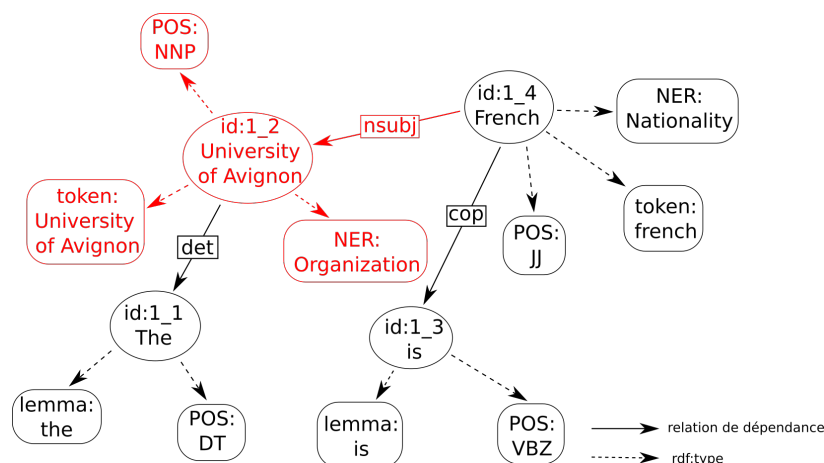 POS:
NNP
id:1_2
University
of Avignon
nsubj
id:1_4
French
NER:
Nationality
token:
University
of Avignon
det
NER:
Organization
cop
POS:
JJ
token:
french
id:1_1
The
id:1_3
is
lemma:
the
POS:
DT
lemma:
is
POS:
VBZ
relation de dépendance
rdf:type